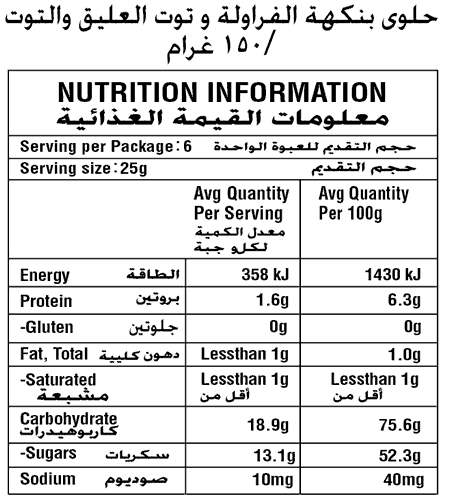 حلوى بنكهة الفراولة و توت العليق والتوت
/١٥٠ غرام
NUTRITION INFORMATION
معلومات القيمة الغذائية
Serving per Package: 6 حجم التقديم للعبوة الواحدة
Serving size: 25g حجم التقديم
Avg Quantity Avg Quantity
Per Serving Per 100g
معدل الكمية
لكلو جبة
Energy الطاقة 358 kJ 1430 kJ
Protein بروتين 1.6g 6.3g
-Gluten جلوتين 0g 0g
Fat, Total دهون كليية Lessthan 1g 1.0g
-Saturated Lessthan 1g Lessthan 1g
مشبعة أقل من أقل من
Carbohydrate 18.9g 75.6g
كاربوهيدرات
-Sugars سكريات 13.1g 52.3g
Sodium صوديوم 10mg 40mg